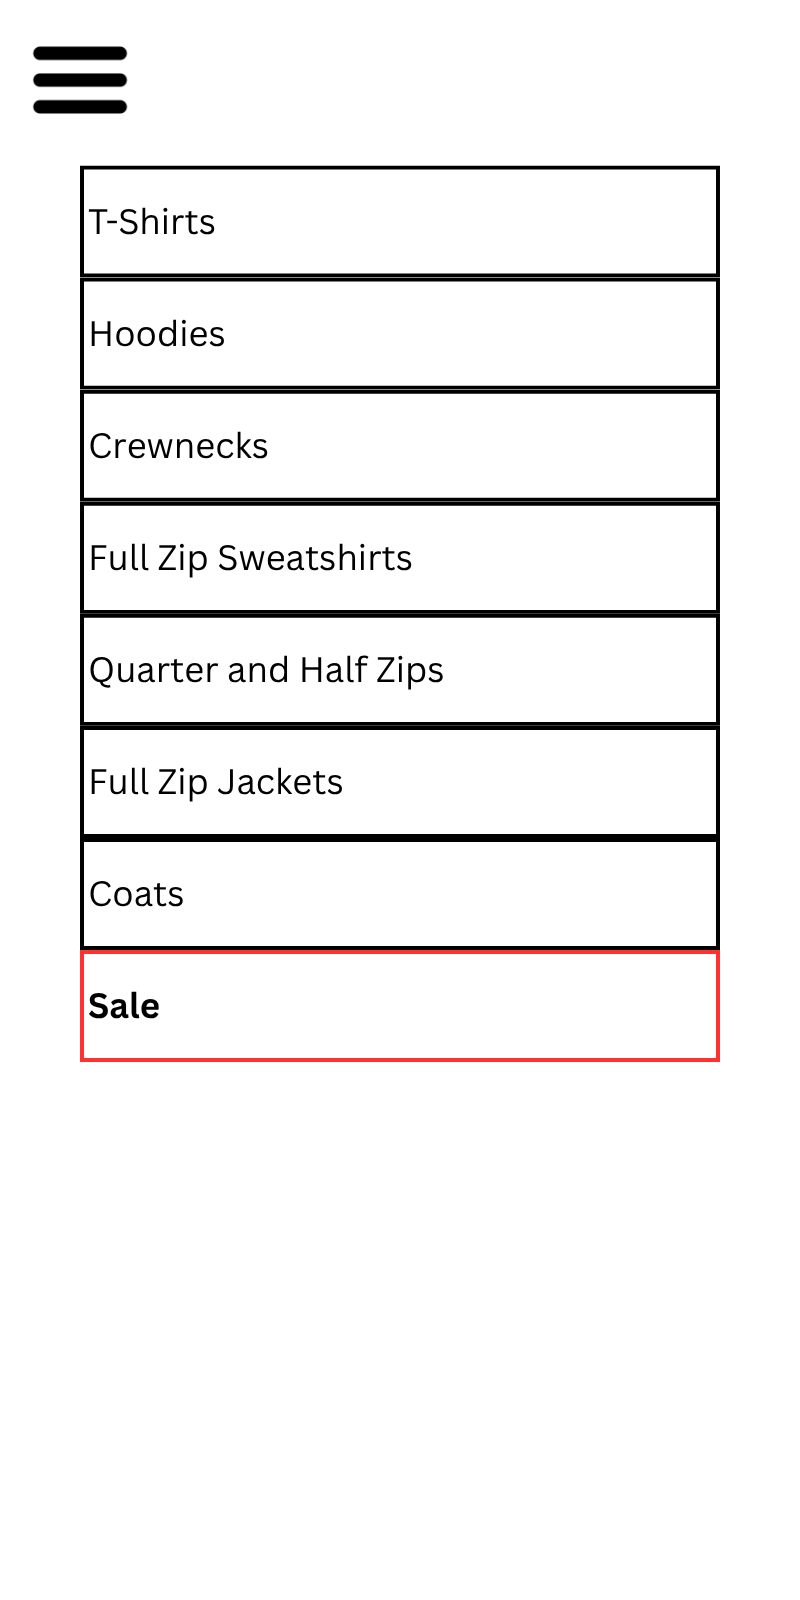 T-Shirts
Hoodies
Crewnecks
Full Zip Sweatshirts
Quarter and Half Zips
Full Zip Jackets
Coats
Sale